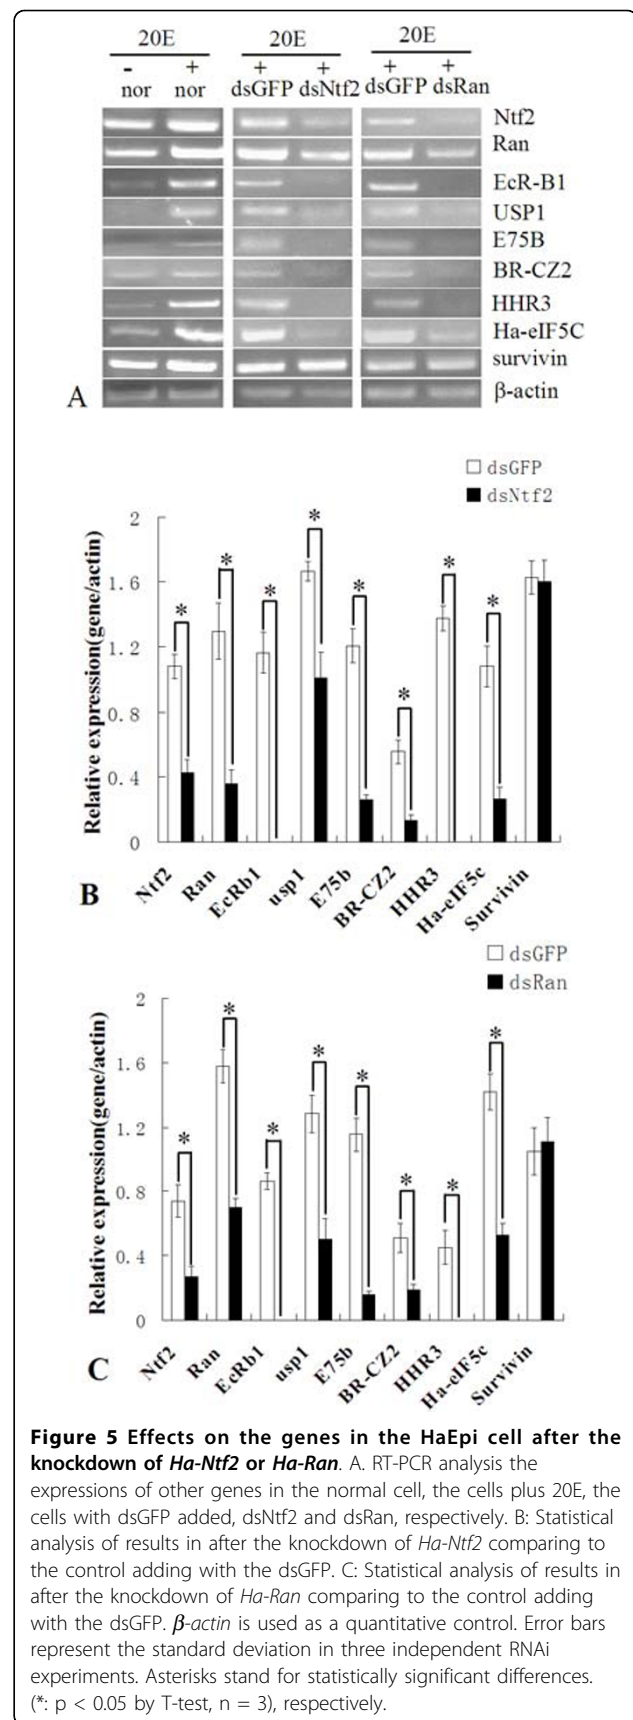 20E 20E 20E
- + + + + +
nor nor dsGFP dsNtf2 dsGFP dsRan
Ntf2
Ran
EcR-B1
USP1
E75B
BR-CZ2
HHR3
Ha-eIF5C
survivin
β-actin
A
dsGFP
dsNtf2
Relative expression(gene/actin)
2
1.6
1.2
0.8
0.4
0
* * * * * * * *
Ntf2 Ran EcRb1 usp1 E75b BR-CZ2 HHR3 Ha-eIF5c Survivin
B
dsGFP
dsRan
Relative expression(gene/actin)
2
1.6
1.2
0.8
0.4
0
* * * * * * * *
Ntf2 Ran EcRb1 usp1 E75b BR-CZ2 HHR3 Ha-eIF5c Survivin
C
Figure 5 Effects on the genes in the HaEpi cell after the
knockdown of Ha-Ntf2 or Ha-Ran. A. RT-PCR analysis the
expressions of other genes in the normal cell, the cells plus 20E, the
cells with dsGFP added, dsNtf2 and dsRan, respectively. B: Statistical
analysis of results in after the knockdown of Ha-Ntf2 comparing to
the control adding with the dsGFP. C: Statistical analysis of results in
after the knockdown of Ha-Ran comparing to the control adding
with the dsGFP. β-actin is used as a quantitative control. Error bars
represent the standard deviation in three independent RNAi
experiments. Asterisks stand for statistically significant differences.
(*: p < 0.05 by T-test, n = 3), respectively.